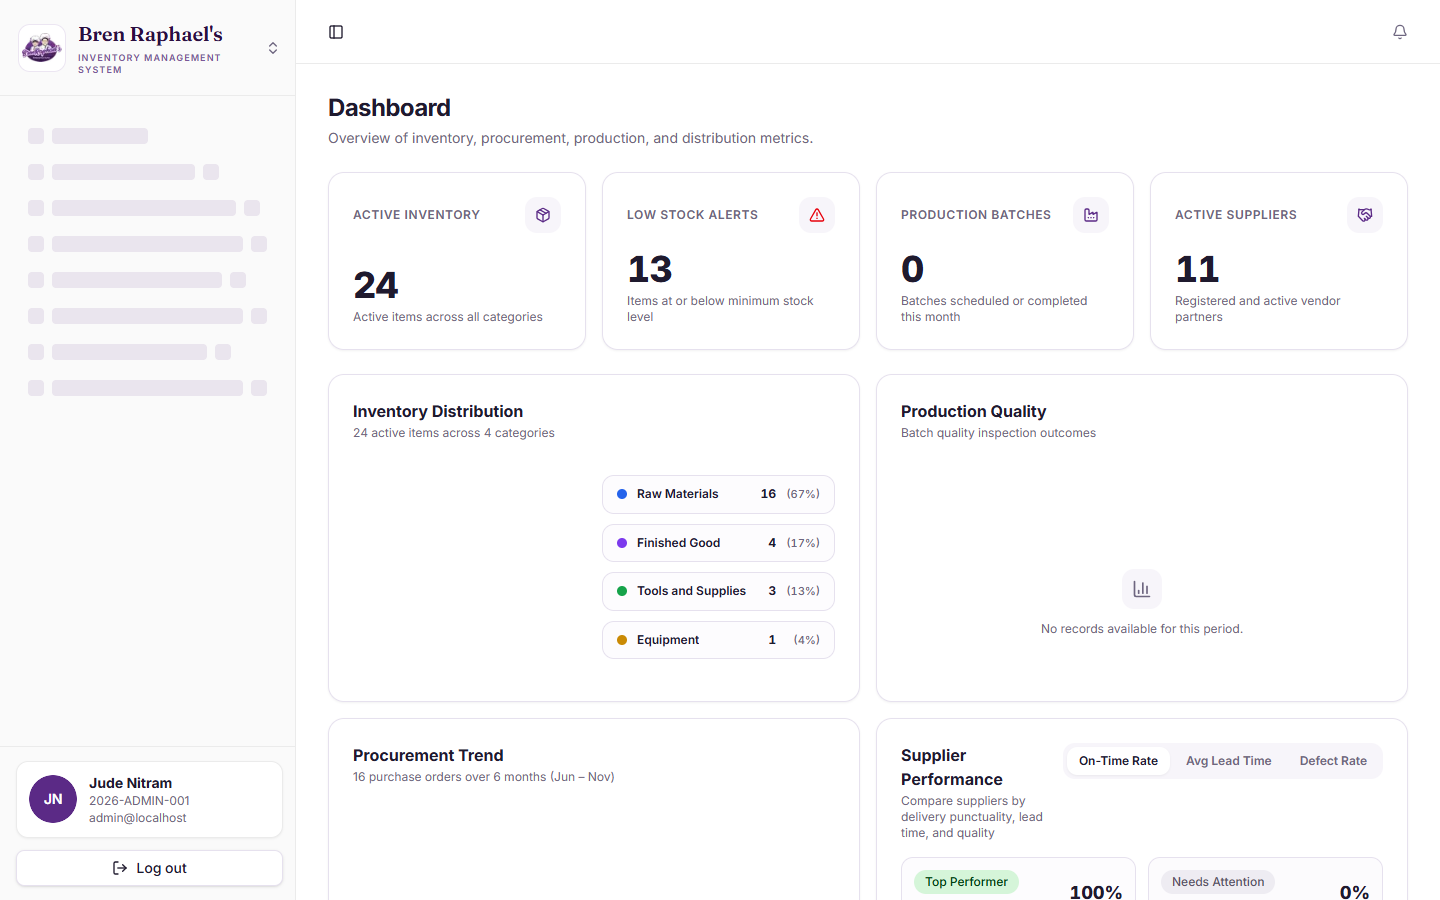 Bren Raphael's
INVENTORY MANAGEMENT
SYSTEM
Dashboard
Overview of inventory, procurement, production, and distribution metrics.
ACTIVE INVENTORY
24
Active items across all categories
LOW STOCK ALERTS
13
Items at or below minimum stock
level
PRODUCTION BATCHES
0
Batches scheduled or completed
this month
ACTIVE SUPPLIERS
11
Registered and active vendor
partners
Inventory Distribution
24 active items across 4 categories
Raw Materials 16 (67%)
Finished Good 4 (17%)
Tools and Supplies 3 (13%)
Equipment 1 (4%)
Production Quality
Batch quality inspection outcomes
No records available for this period.
Procurement Trend
16 purchase orders over 6 months (Jun – Nov)
Supplier
Performance
Compare suppliers by
delivery punctuality, lead
time, and quality
On-Time Rate Avg Lead Time Defect Rate
Top Performer 100%
Needs Attention 0%
JN
Jude Nitram
2026-ADMIN-001
admin@localhost
Log out